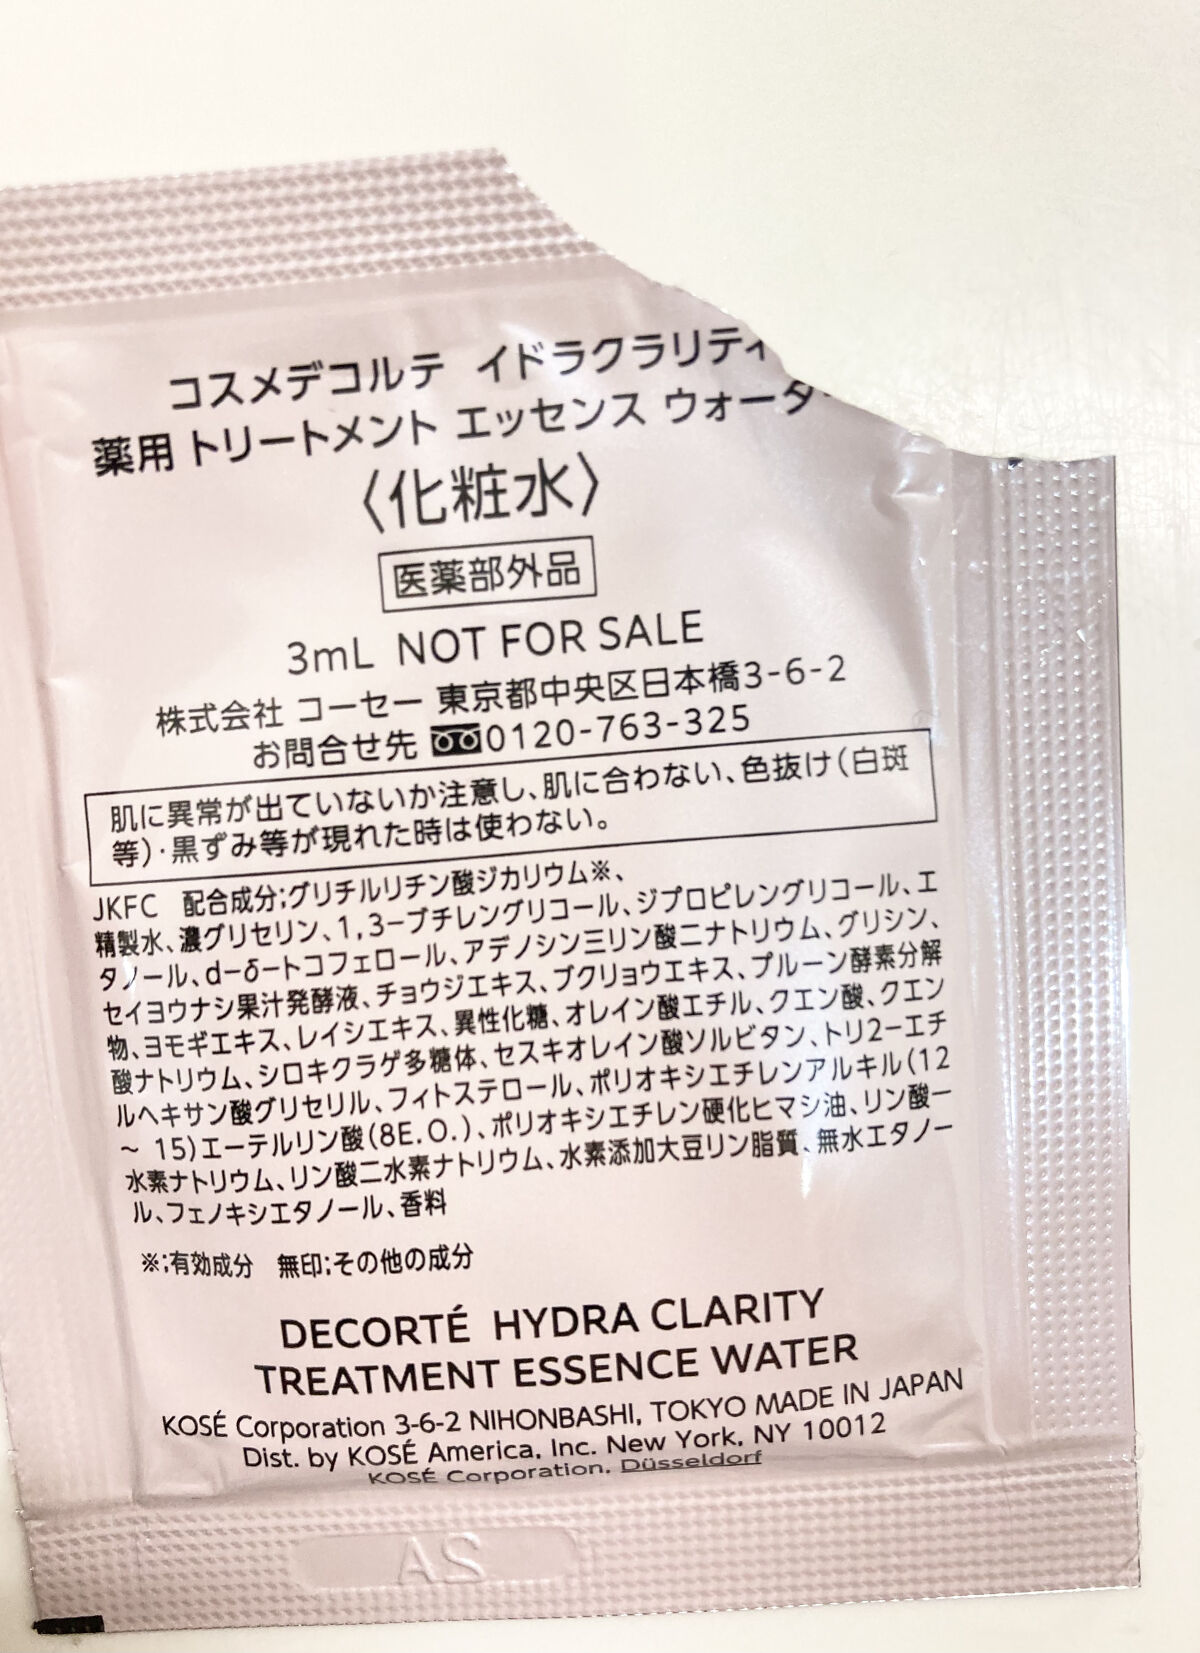 コスメデコルテ イドラクラリティ
薬用 トリートメント エッセンス ウォーター
〈化粧水〉
医薬部外品
3mL NOT FOR SALE
株式会社 コーセー 東京都中央区日本橋3-6-2
お問合せ先 0120-763-325
肌に異常が出ていないか注意し、肌に合わない、色抜け(白斑
等)・黒ずみ等が現れた時は使わない。
JKFC 配合成分;グリチルリチン酸ジカリウム※、
精製水、濃グリセリン、1,3−ブチレングリコール、ジプロピレングリコール、エ
タノール、d−δ−トコフェロール、アデノシン三リン酸二ナトリウム、グリシン、
セイヨウナシ果汁発酵液、チョウジエキス、ブクリョウエキス、プルーン酵素分解
物、ヨモギエキス、レイシエキス、異性化糖、オレイン酸エチル、クエン酸、クエン
酸ナトリウム、シロキクラゲ多糖体、セスキオレイン酸ソルビタン、トリ2−エチ
ルヘキサン酸グリセリル、フィトステロール、ポリオキシエチレンアルキル(12
～ 15)エーテルリン酸(8E.O.)、ポリオキシエチレン硬化ヒマシ油、リン酸一
水素ナトリウム、リン酸二水素ナトリウム、水素添加大豆リン脂質、無水エタノー
ル、フェノキシエタノール、香料
※;有効成分 無印;その他の成分
DECORTÉ HYDRA CLARITY
TREATMENT ESSENCE WATER
KOSÉ Corporation 3-6-2 NIHONBASHI, TOKYO MADE IN JAPAN
Dist. by KOSÉ America, Inc. New York, NY 10012
KOSÉ Corporation, Düsseldorf
AS